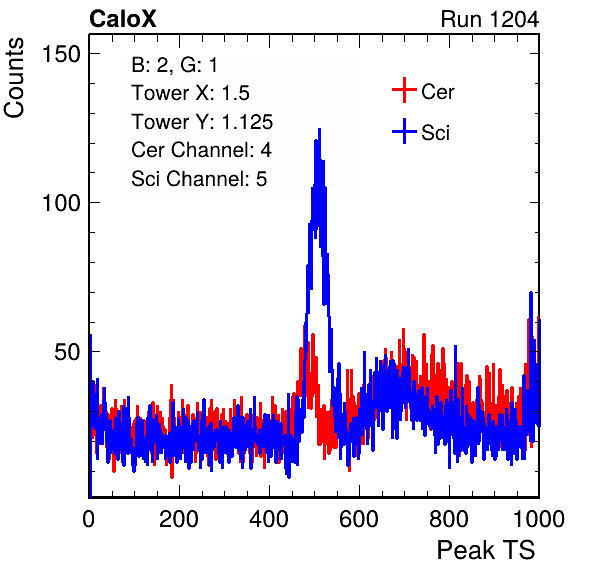 CaloX Run 1204
Counts
150
100
50
B: 2, G: 1
Tower X: 1.5
Tower Y: 1.125
Cer Channel: 4
Sci Channel: 5
Cer
Sci
0 200 400 600 800 1000
Peak TS